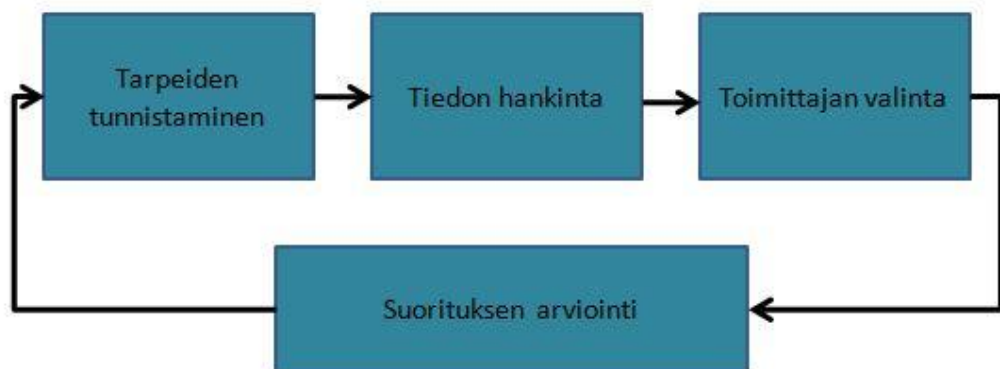 Tarpeiden
tunnistaminen
Tiedon hankinta
Toimittajan valinta
Suorituksen arviointi